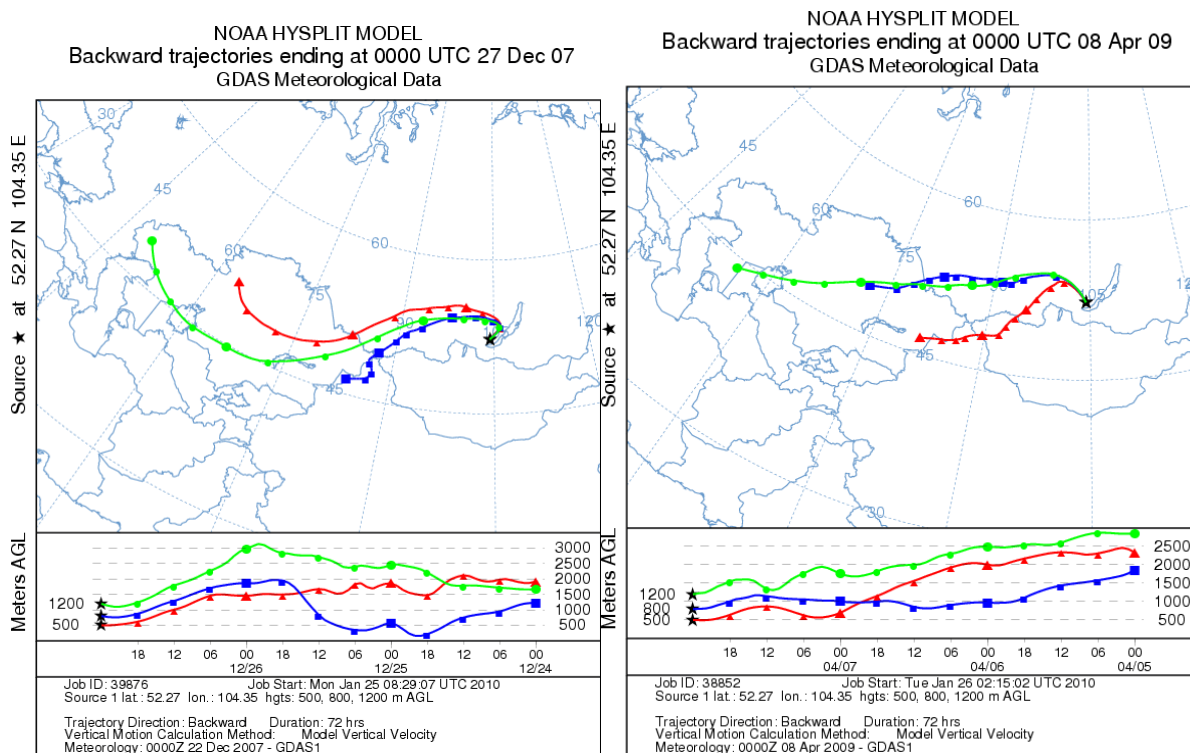 NOAA HYSPLIT MODEL
Backward trajectories ending at 0000 UTC 27 Dec 07
GDAS Meteorological Data
Source ★ at 52.27 N 104.35 E
30
45
60
75
90
60
45
Meters AGL
1200
500
3000
2500
2000
1500
1000
500
18 12 06 00 18 12 06 00 18 12 06 00
12/26 12/25 12/24
Job ID: 39876 Job Start: Mon Jan 25 08:29:07 UTC 2010
Source 1 lat.: 52.27 lon.: 104.35 hgts: 500, 800, 1200 m AGL
Trajectory Direction: Backward Duration: 72 hrs
Vertical Motion Calculation Method: Model Vertical Velocity
Meteorology: 0000Z 22 Dec 2007 - GDAS1
NOAA HYSPLIT MODEL
Backward trajectories ending at 0000 UTC 08 Apr 09
GDAS Meteorological Data
Source ★ at 52.27 N 104.35 E
45
60
60
75
90
105
45
30
Meters AGL
1200
800
500
2500
2000
1500
1000
500
18 12 06 00 18 12 06 00 18 12 06 00
04/07 04/06 04/05
Job ID: 38852 Job Start: Tue Jan 26 02:15:02 UTC 2010
Source 1 lat.: 52.27 lon.: 104.35 hgts: 500, 800, 1200 m AGL
Trajectory Direction: Backward Duration: 72 hrs
Vertical Motion Calculation Method: Model Vertical Velocity
Meteorology: 0000Z 08 Apr 2009 - GDAS1